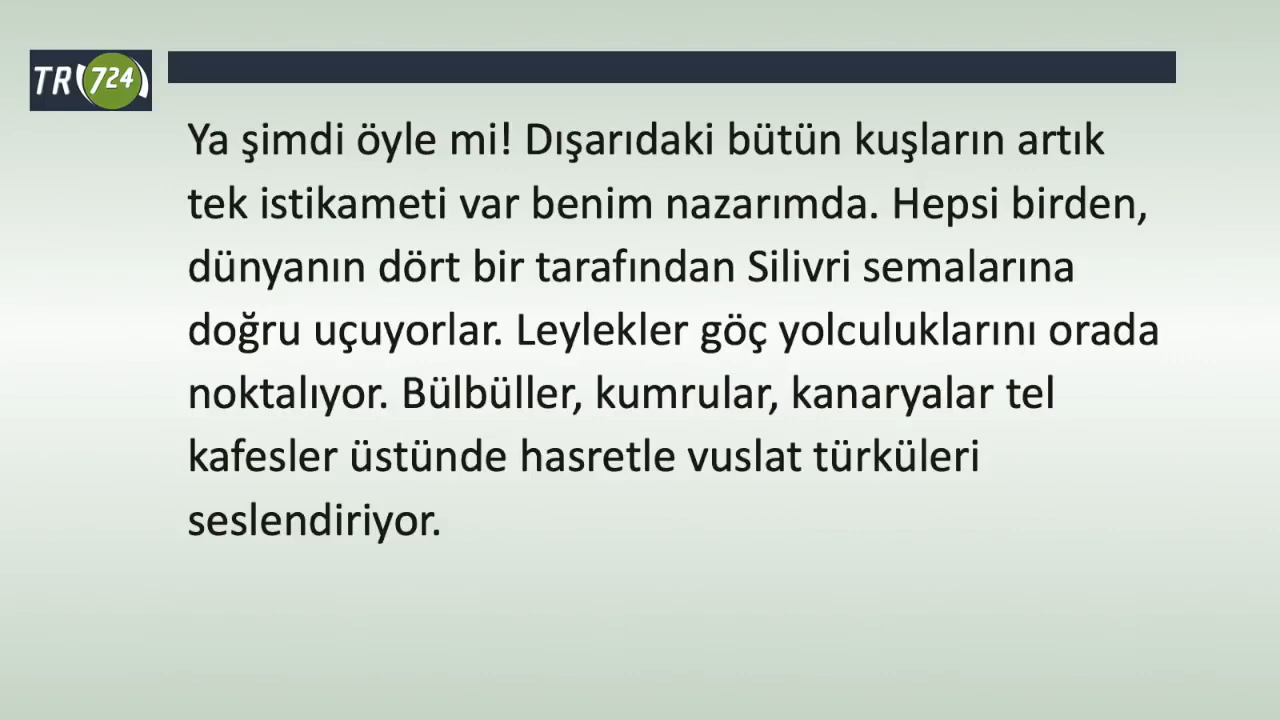 TR724
Ya şimdi öyle mi! Dışarıdaki bütün kuşların artık
tek istikameti var benim nazarımda. Hepsi birden,
dünyanın dört bir tarafından Silivri semalarına
doğru uçuyorlar. Leylekler göç yolculuklarını orada
noktalıyor. Bülbüller, kumrular, kanaryalar tel
kafesler üstünde hasretle vuslat türküleri
seslendiriyor.